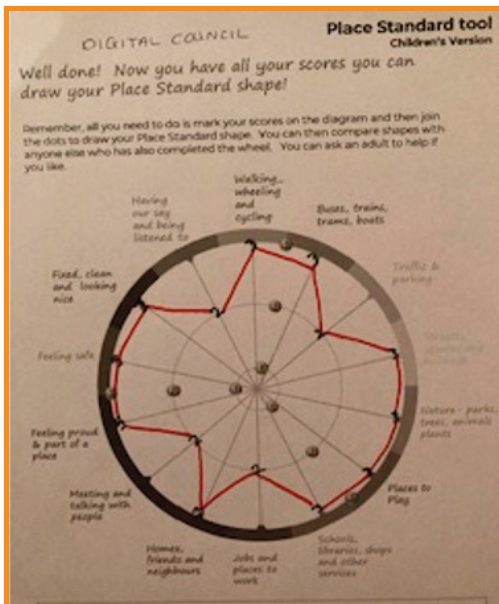 DIGITAL COUNCIL
Place Standard tool
Children's Version
Well done! Now you have all your scores you can
draw your Place Standard shape!
Remember, all you need to do is mark your scores on the diagram and then join
the dots to draw your Place Standard shape. You can then compare shapes with
anyone else who has also completed the wheel. You can ask an adult to help if
you like.
Walking,
wheeling
and
cycling
Buses, trains,
trams, boats
Traffic &
parking
Nature - parks,
trees, animals
plants
Places to
Play
Schools,
libraries, shops
and other
services
Jobs and
places to
work
Homes,
friends and
neighbours
Meeting and
talking with
people
Feeling proud
& part of a
place
Feeling safe
Fixed, clean
and looking
nice
Having
our say
and being
listened to